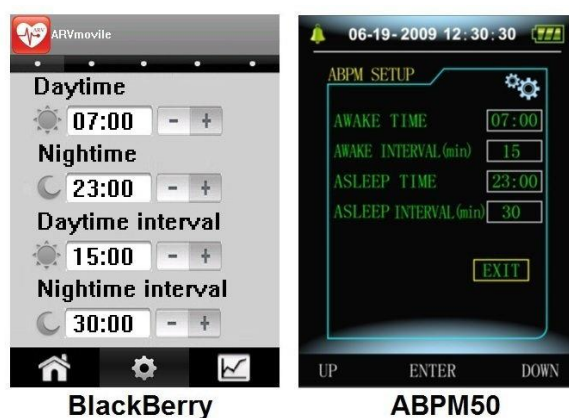 ARV
ARVmovile
Daytime
07:00 - +
Nightime
23:00 - +
Daytime interval
15:00 - +
Nightime interval
30:00 - +
BlackBerry
06-19-2009 12:30:30
ABPM SETUP
AWAKE TIME 07:00
AWAKE INTERVAL(min) 15
ASLEEP TIME 23:00
ASLEEP INTERVAL(min) 30
EXIT
UP ENTER DOWN
ABPM50